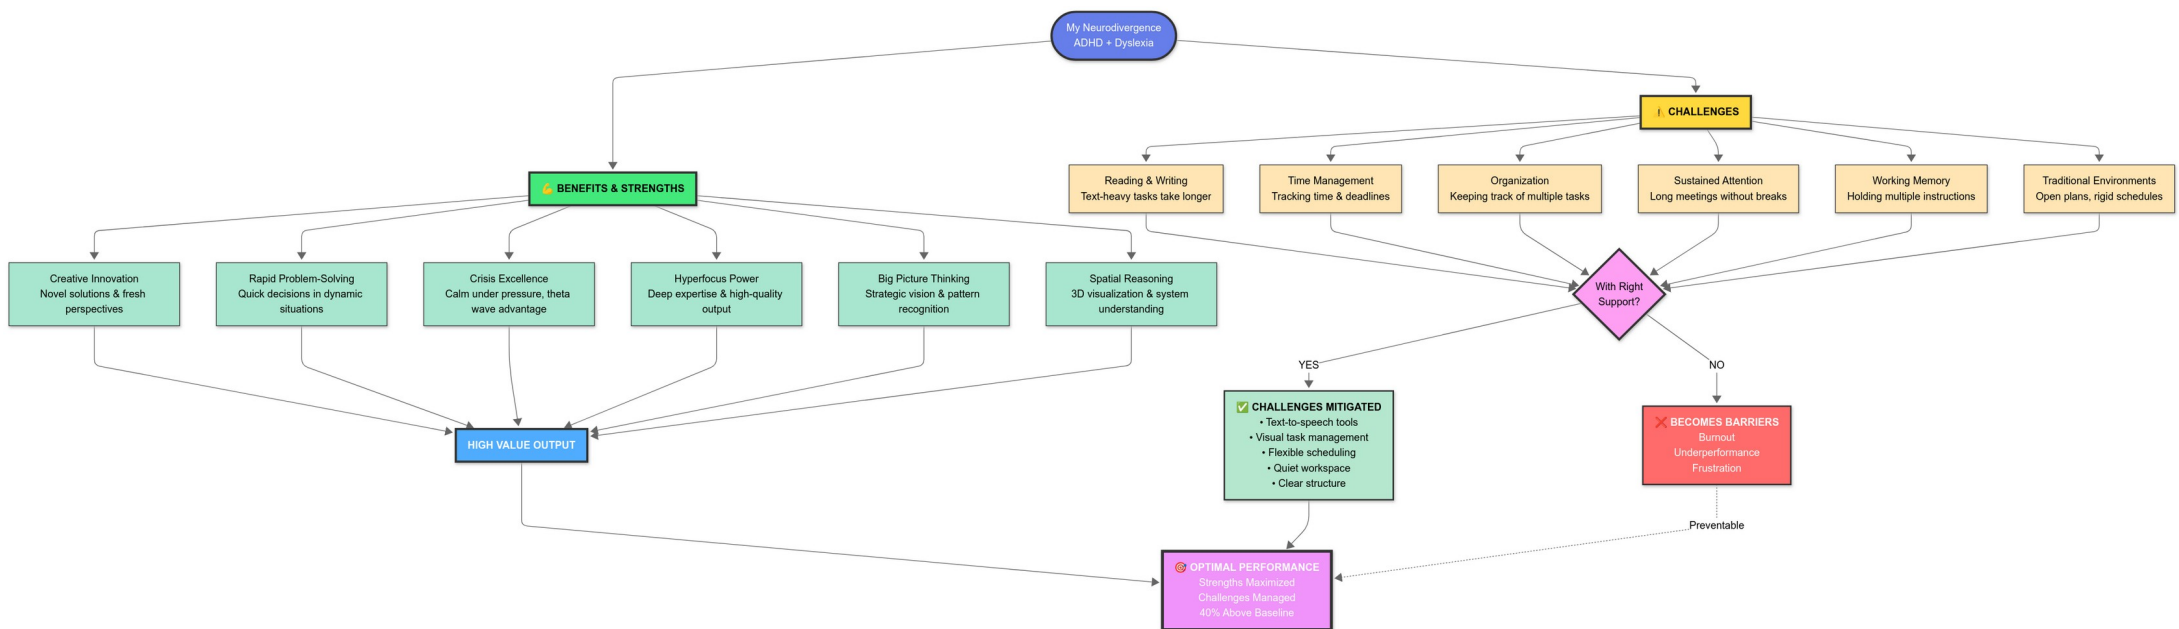 My Neurodivergence
ADHD + Dyslexia
⚠️ CHALLENGES
💪 BENEFITS & STRENGTHS
Reading & Writing
Text-heavy tasks take longer
Time Management
Tracking time & deadlines
Organization
Keeping track of multiple tasks
Sustained Attention
Long meetings without breaks
Working Memory
Holding multiple instructions
Traditional Environments
Open plans, rigid schedules
Creative Innovation
Novel solutions & fresh
perspectives
Rapid Problem-Solving
Quick decisions in dynamic
situations
Crisis Excellence
Calm under pressure, theta
wave advantage
Hyperfocus Power
Deep expertise & high-quality
output
Big Picture Thinking
Strategic vision & pattern
recognition
Spatial Reasoning
3D visualization & system
understanding
With Right
Support?
YES
NO
HIGH VALUE OUTPUT
✅ CHALLENGES MITIGATED
• Text-to-speech tools
• Visual task management
• Flexible scheduling
• Quiet workspace
• Clear structure
❌ BECOMES BARRIERS
Burnout
Underperformance
Frustration
Preventable
🎯 OPTIMAL PERFORMANCE
Strengths Maximized
Challenges Managed
40% Above Baseline